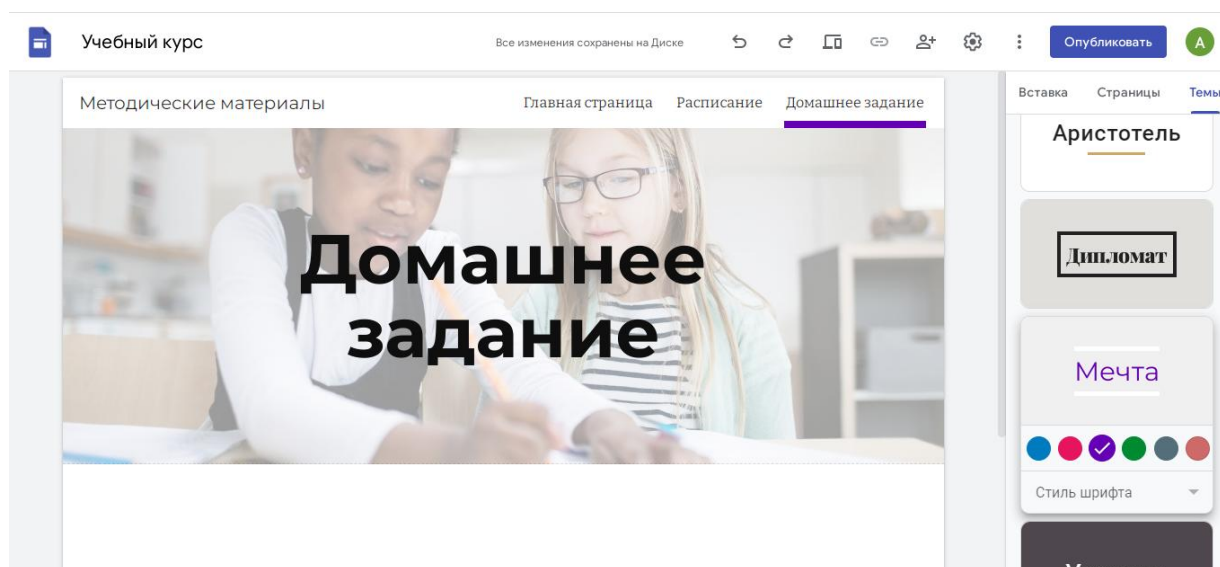 Учебный курс
Все изменения сохранены на Диске
Опубликовать
А
Вставка Страницы Темы
Методические материалы
Главная страница Расписание Домашнее задание
Домашнее
задание
Аристотель
Дипломат
Мечта
Стиль шрифта